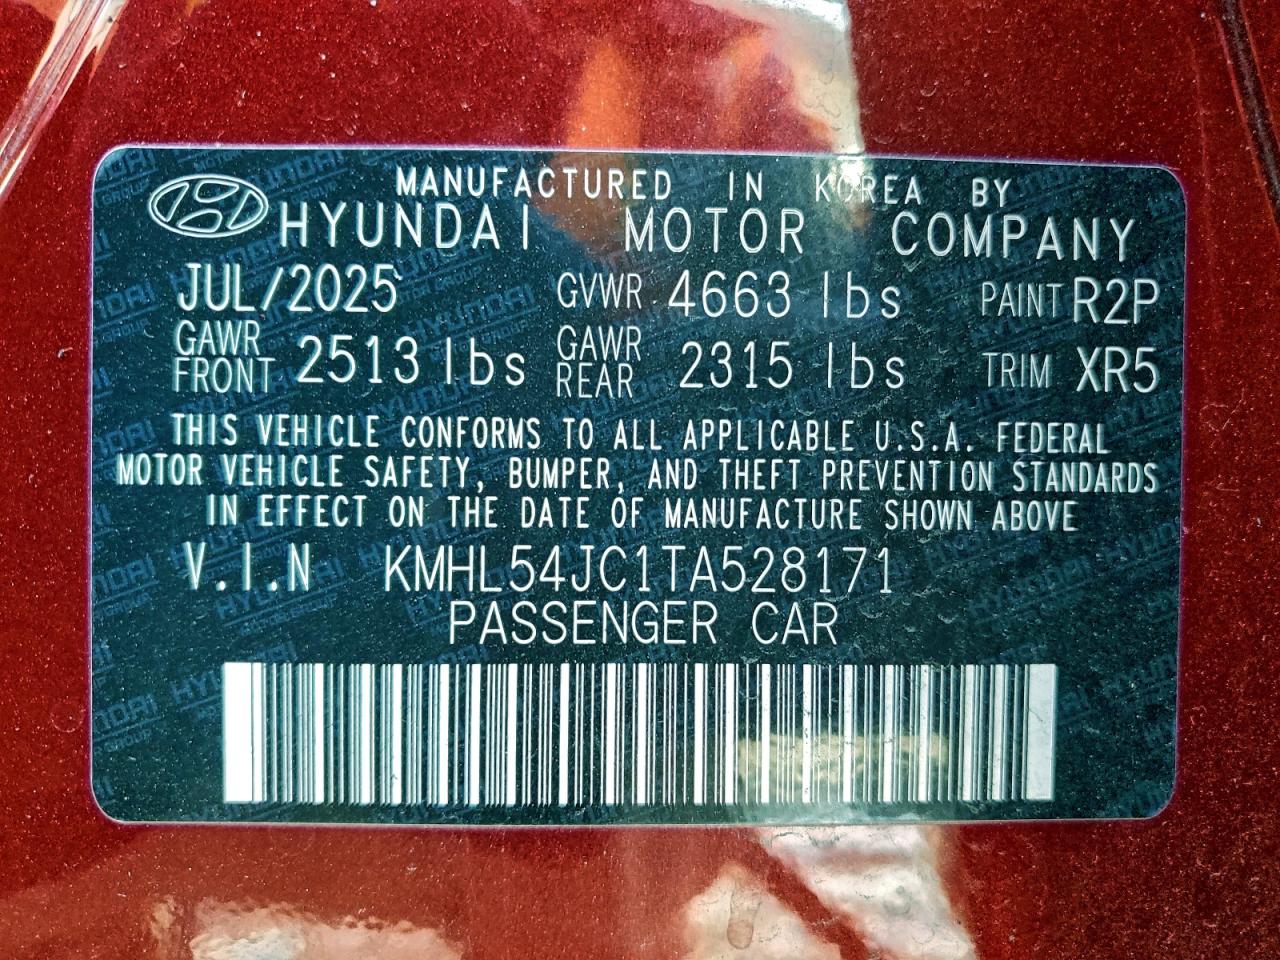 MANUFACTURED IN KOREA BY
HYUNDAI MOTOR COMPANY
JUL/2025 GVWR 4663 lbs PAINT R2P
GAWR FRONT 2513 lbs GAWR REAR 2315 lbs TRIM XR5
THIS VEHICLE CONFORMS TO ALL APPLICABLE U.S.A. FEDERAL
MOTOR VEHICLE SAFETY, BUMPER, AND THEFT PREVENTION STANDARDS
IN EFFECT ON THE DATE OF MANUFACTURE SHOWN ABOVE
V.I.N KMHL54JC1TA528171
PASSENGER CAR